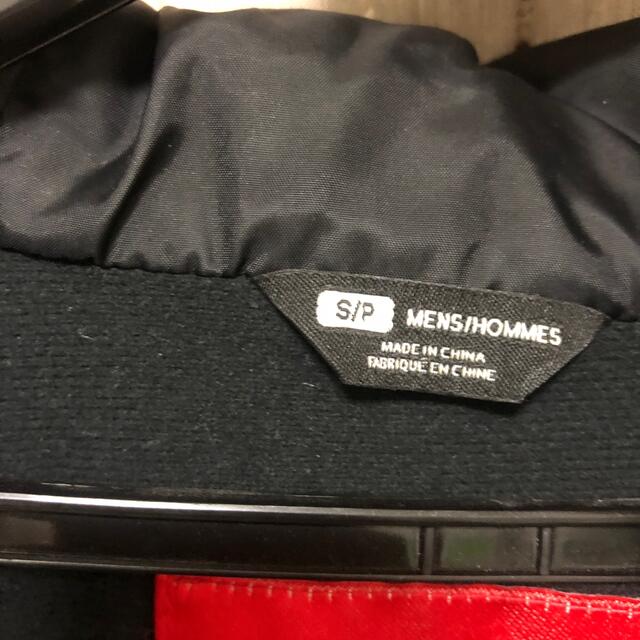 S/P MENS/HOMMES
MADE IN CHINA
FABRIQUE EN CHINE